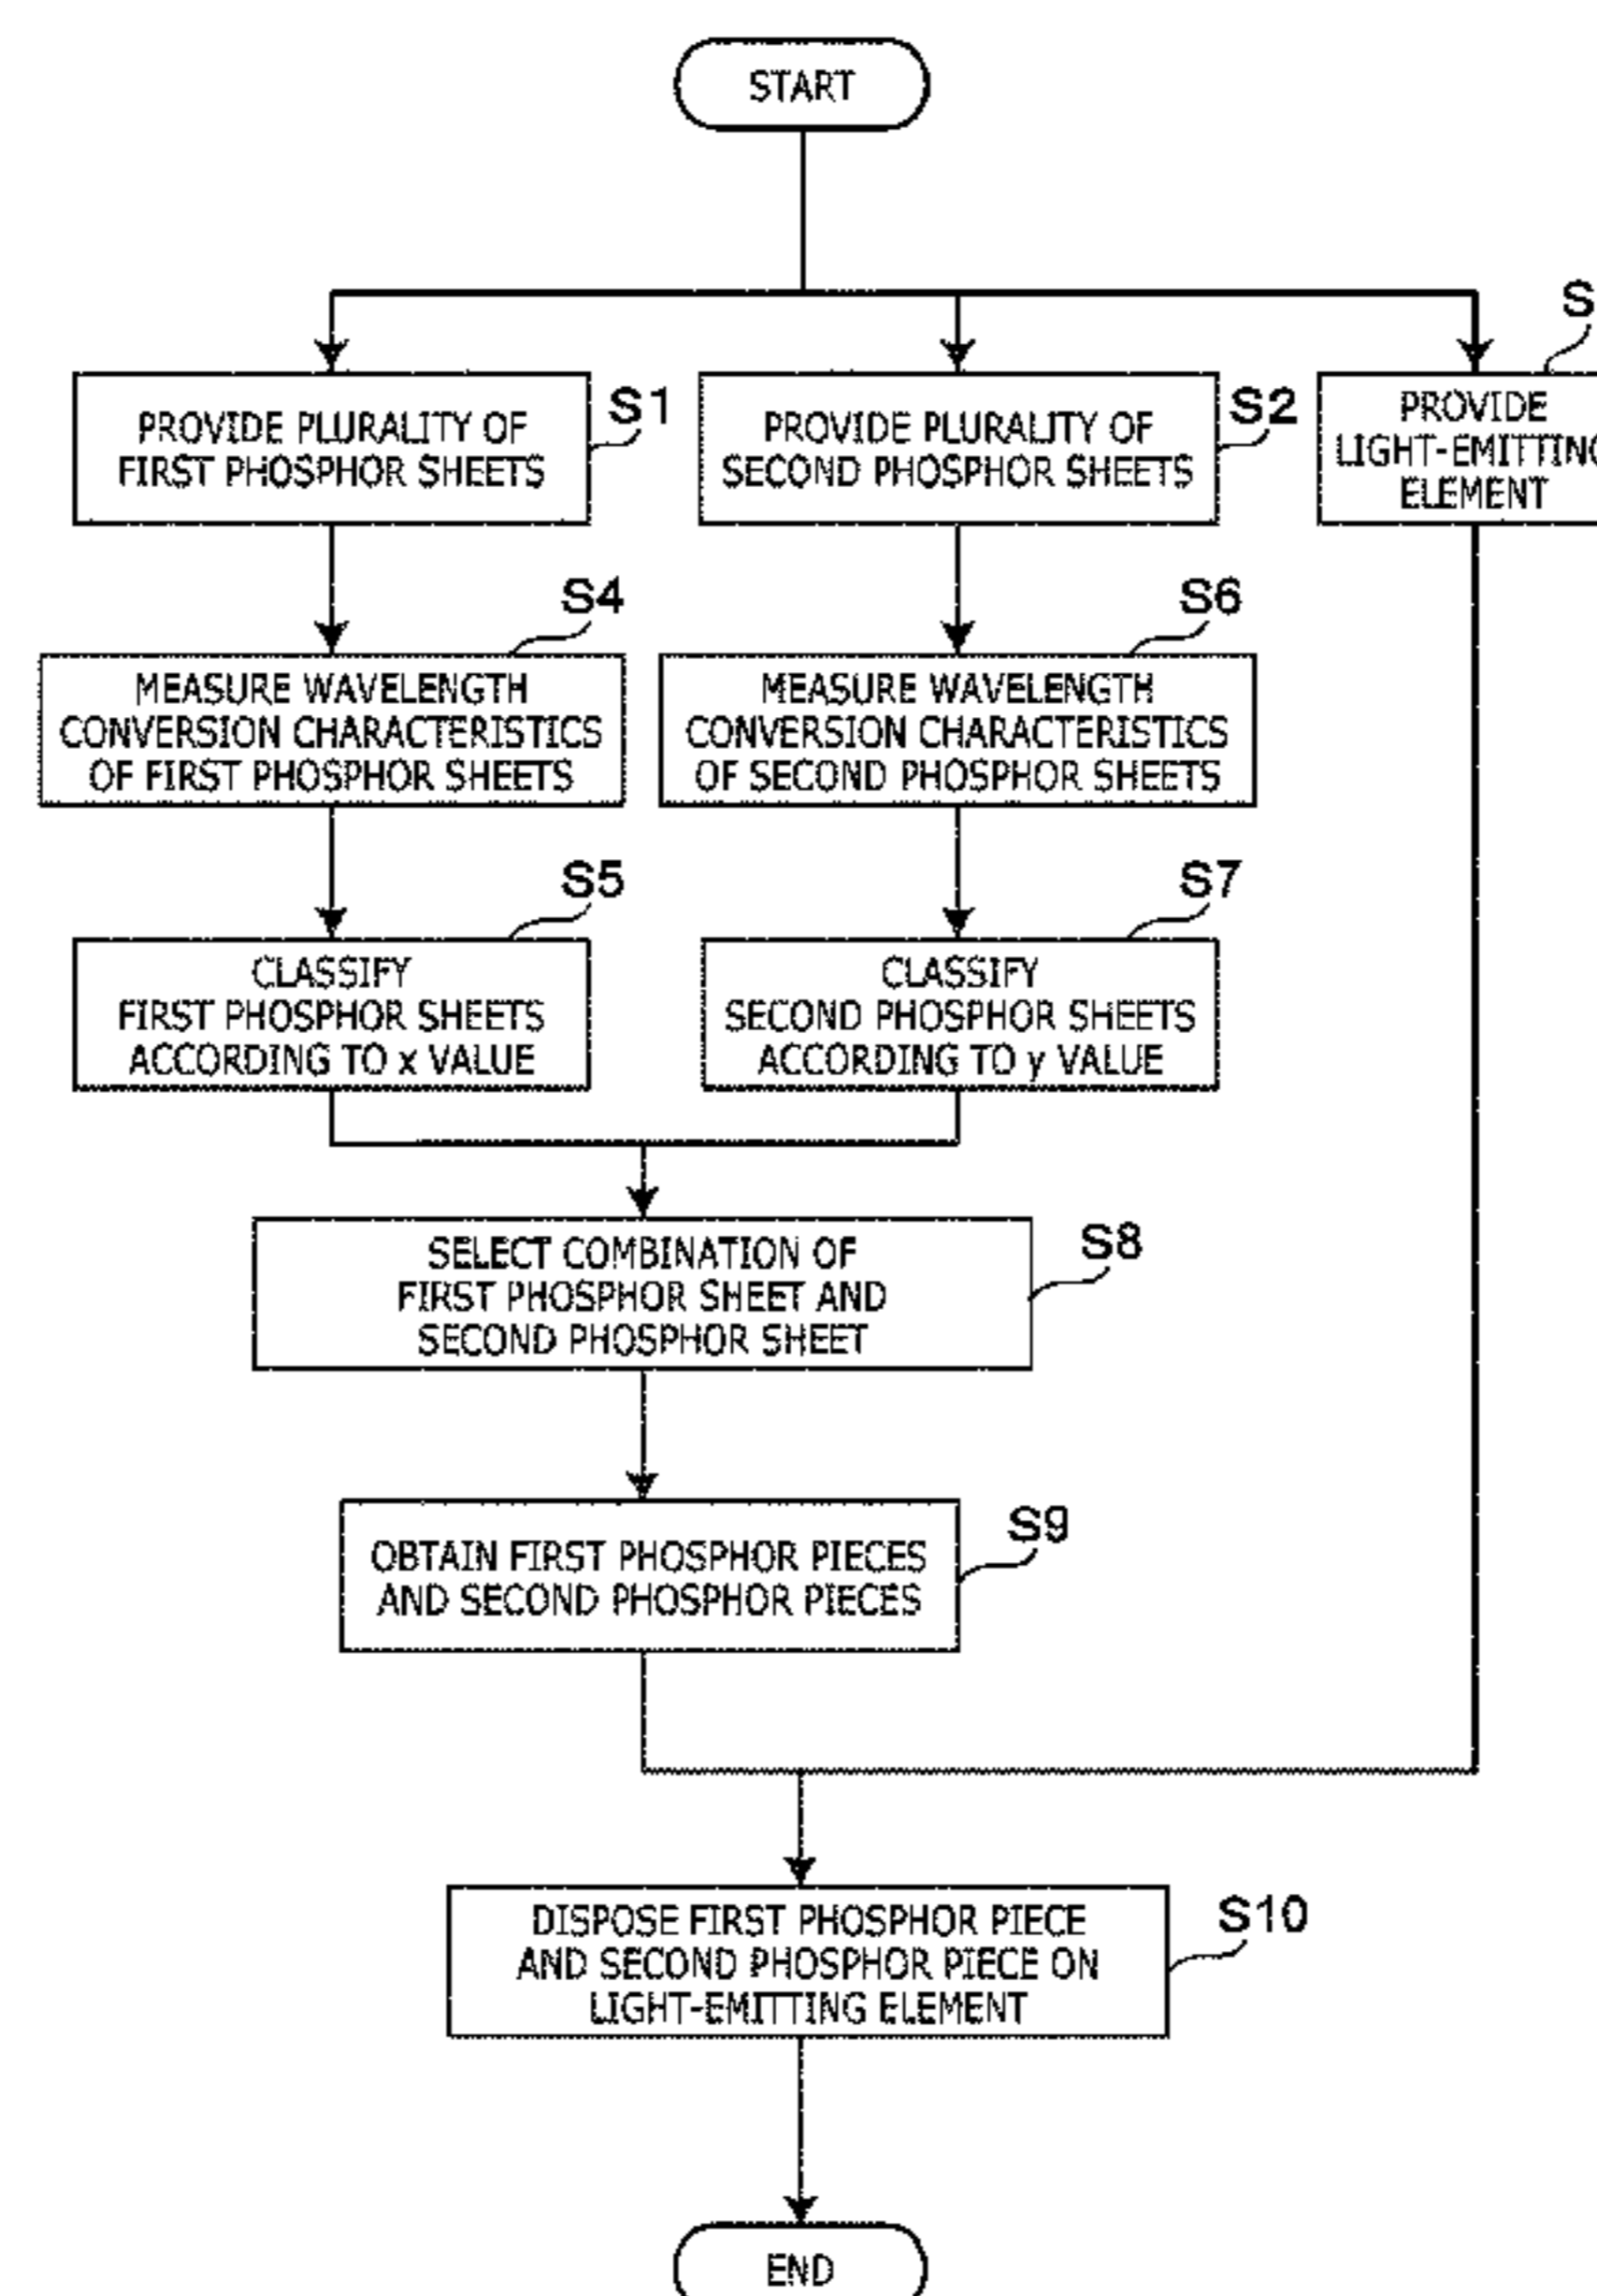 START
S1
PROVIDE PLURALITY OF
FIRST PHOSPHOR SHEETS
S2
PROVIDE PLURALITY OF
SECOND PHOSPHOR SHEETS
S
PROVIDE
LIGHT-EMITTING
ELEMENT
S4
MEASURE WAVELENGTH
CONVERSION CHARACTERISTICS
OF FIRST PHOSPHOR SHEETS
S6
MEASURE WAVELENGTH
CONVERSION CHARACTERISTICS
OF SECOND PHOSPHOR SHEETS
S5
CLASSIFY
FIRST PHOSPHOR SHEETS
ACCORDING TO x VALUE
S7
CLASSIFY
SECOND PHOSPHOR SHEETS
ACCORDING TO y VALUE
S8
SELECT COMBINATION OF
FIRST PHOSPHOR SHEET AND
SECOND PHOSPHOR SHEET
S9
OBTAIN FIRST PHOSPHOR PIECES
AND SECOND PHOSPHOR PIECES
S10
DISPOSE FIRST PHOSPHOR PIECE
AND SECOND PHOSPHOR PIECE ON
LIGHT-EMITTING ELEMENT
END